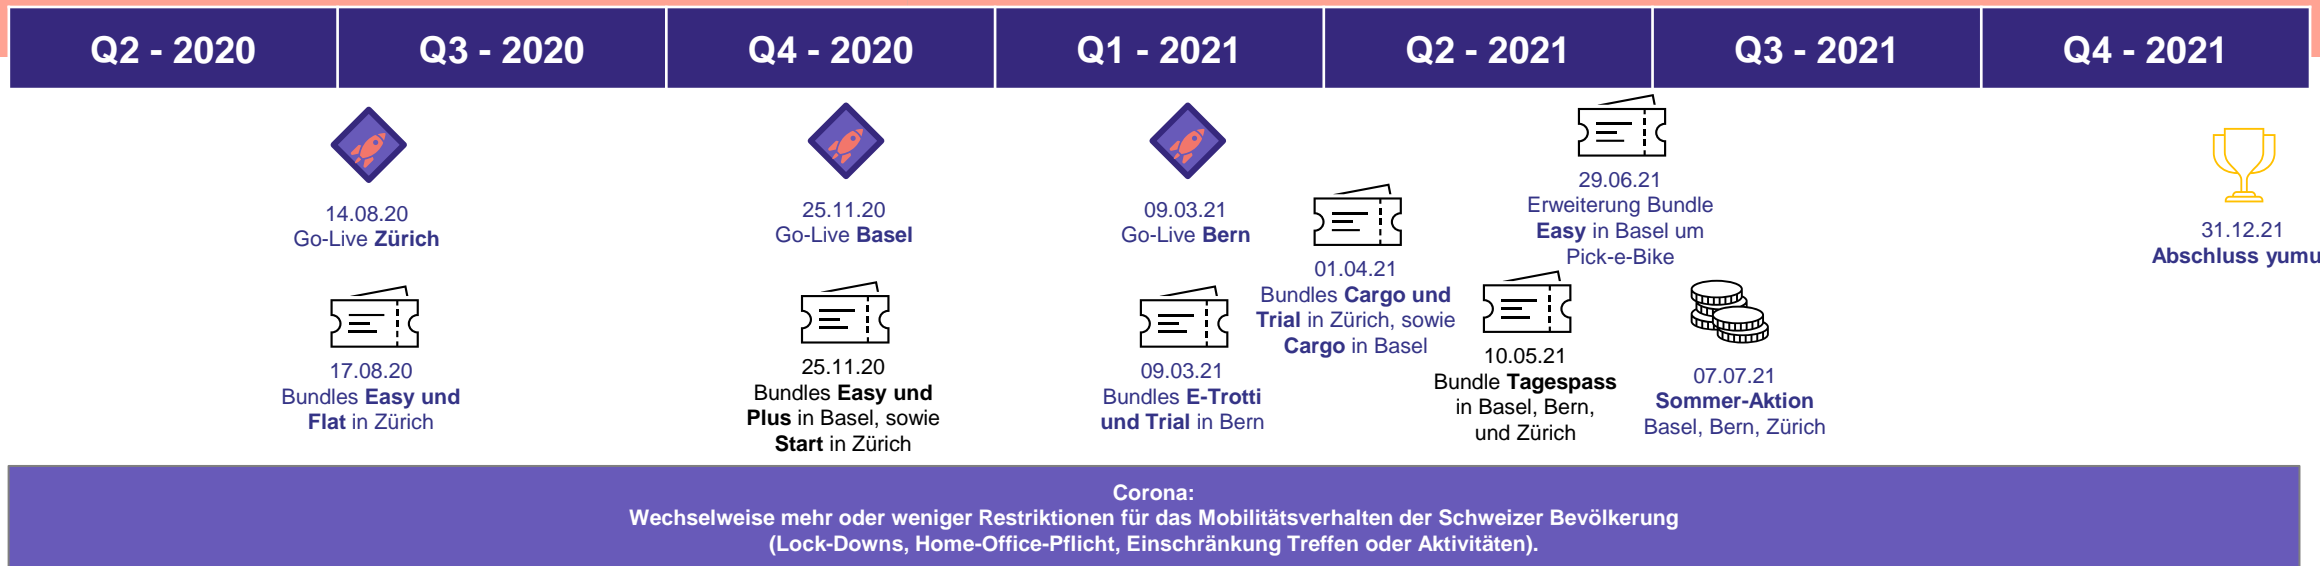 Q2 - 2020
Q3 - 2020
Q4 - 2020
Q1 - 2021
Q2 - 2021
Q3 - 2021
Q4 - 2021
14.08.20
Go-Live Zürich
17.08.20
Bundles Easy und
Flat in Zürich
25.11.20
Go-Live Basel
25.11.20
Bundles Easy und
Plus in Basel, sowie
Start in Zürich
09.03.21
Go-Live Bern
09.03.21
Bundles E-Trotti
und Trial in Bern
01.04.21
Bundles Cargo und
Trial in Zürich, sowie
Cargo in Basel
29.06.21
Erweiterung Bundle
Easy in Basel um
Pick-e-Bike
10.05.21
Bundle Tagespass
in Basel, Bern,
und Zürich
07.07.21
Sommer-Aktion
Basel, Bern, Zürich
31.12.21
Abschluss yumu
Corona:
Wechselweise mehr oder weniger Restriktionen für das Mobilitätsverhalten der Schweizer Bevölkerung
(Lock-Downs, Home-Office-Pflicht, Einschränkung Treffen oder Aktivitäten).